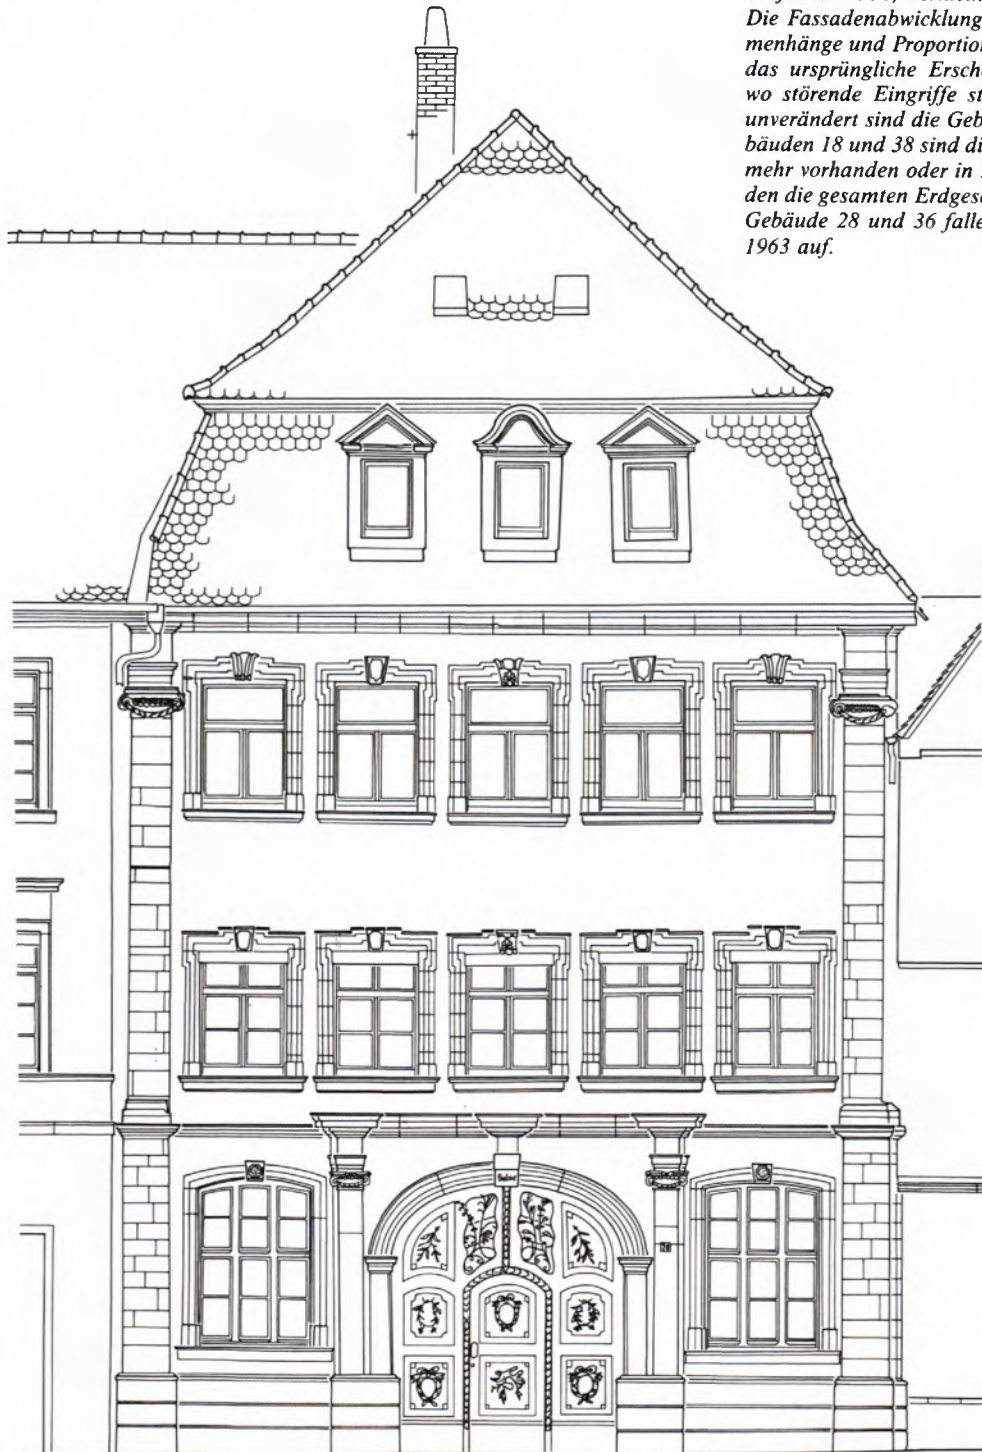 Die Fassadenabwicklung
menhänge und Proportion
das ursprüngliche Ersch
wo störende Eingriffe st
unverändert sind die Geb
bäuden 18 und 38 sind di
mehr vorhanden oder in
den die gesamten Erdgesc
Gebäude 28 und 36 falle
1963 auf.